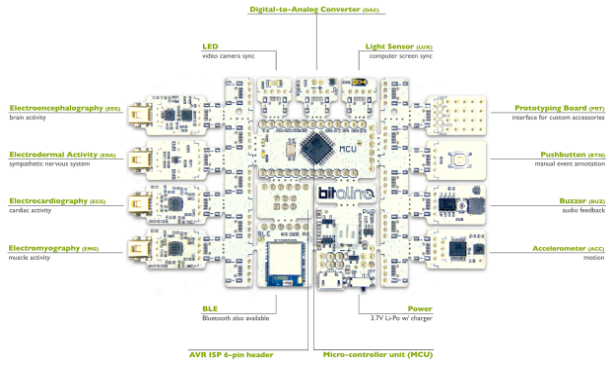 Digital-to-Analog Converter (DAC)
LED
video camera sync
Light Sensor (LUX)
computer screen sync
Electroencephalography (EEG)
brain activity
Prototyping Board (PRT)
interface for custom accessories
MCU
Electrodermal Activity (EDA)
sympathetic nervous system
Pushbutton (BTN)
manual event annotation
bitalino
Electrocardiography (ECG)
cardiac activity
Buzzer (BUZ)
audio feedback
PWR
BLE
Electromyography (EMG)
muscle activity
Accelerometer (ACC)
motion
BLE
Bluetooth also available
Power
3.7V Li-Po w/ charger
AVR ISP 6-pin header
Micro-controller unit (MCU)